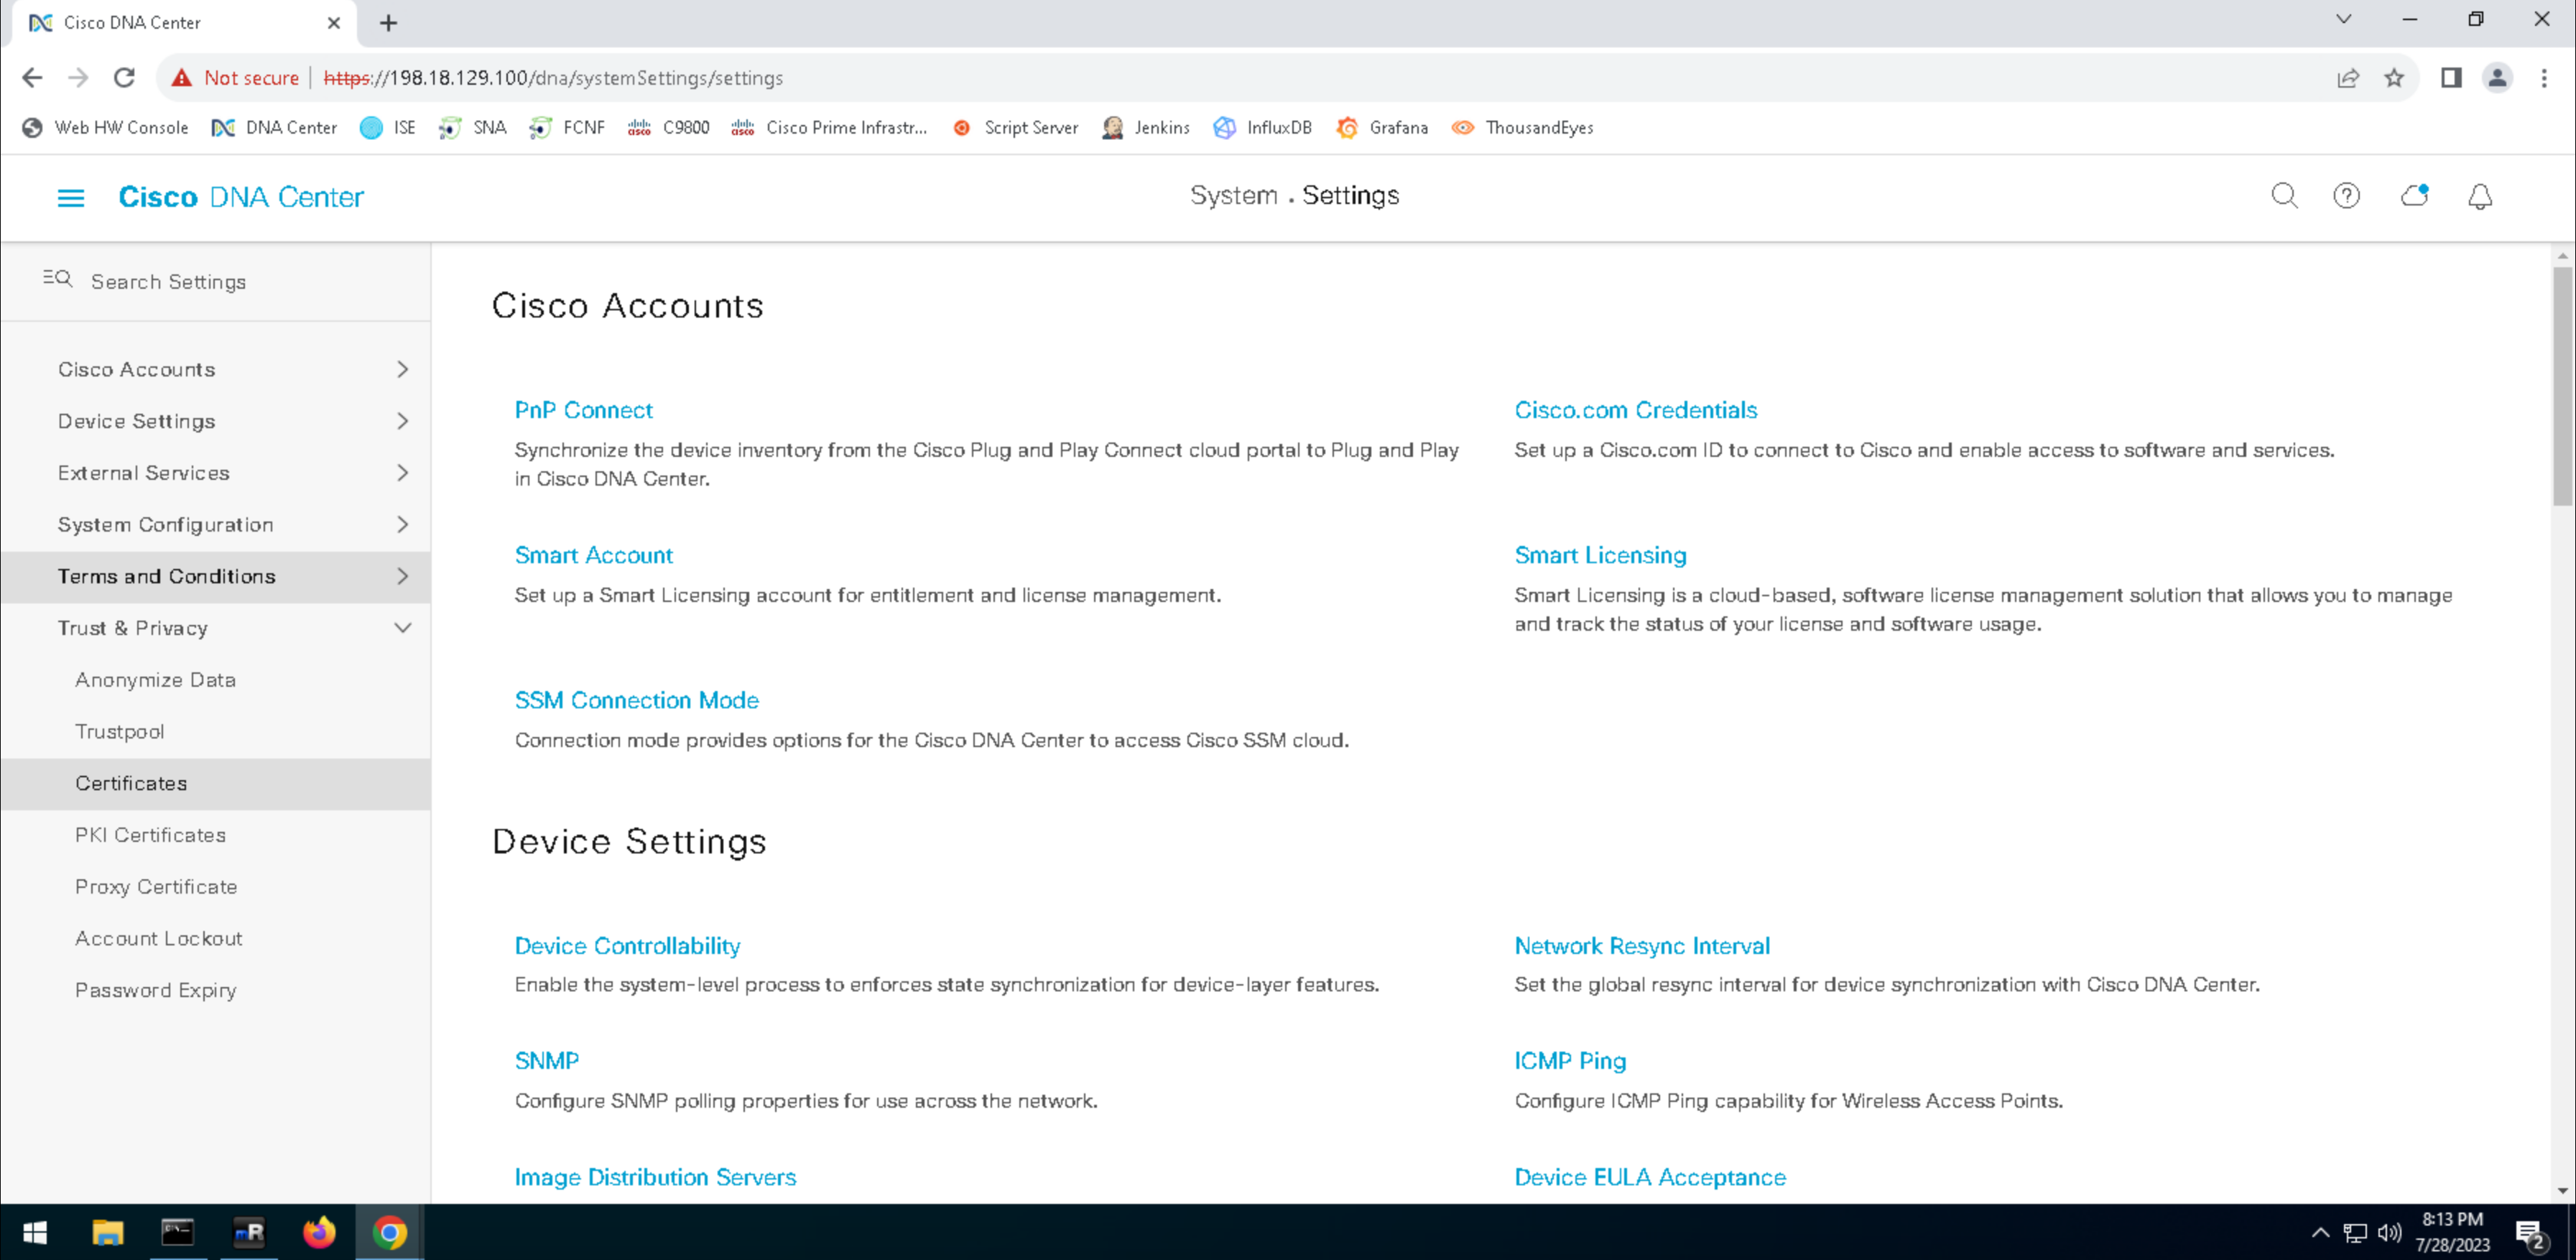 Cisco DNA Center
Not secure | https://198.18.129.100/dna/systemSettings/settings
Web HW Console DNA Center ISE SNA FCNF C9800 Cisco Prime Infrastr... Script Server Jenkins InfluxDB Grafana ThousandEyes
Cisco DNA Center
System . Settings
Search Settings
Cisco Accounts
Device Settings
External Services
System Configuration
Terms and Conditions
Trust & Privacy
Anonymize Data
Trustpool
Certificates
PKI Certificates
Proxy Certificate
Account Lockout
Password Expiry
Cisco Accounts
PnP Connect
Synchronize the device inventory from the Cisco Plug and Play Connect cloud portal to Plug and Play
in Cisco DNA Center.
Cisco.com Credentials
Set up a Cisco.com ID to connect to Cisco and enable access to software and services.
Smart Account
Set up a Smart Licensing account for entitlement and license management.
Smart Licensing
Smart Licensing is a cloud-based, software license management solution that allows you to manage
and track the status of your license and software usage.
SSM Connection Mode
Connection mode provides options for the Cisco DNA Center to access Cisco SSM cloud.
Device Settings
Device Controllability
Enable the system-level process to enforces state synchronization for device-layer features.
Network Resync Interval
Set the global resync interval for device synchronization with Cisco DNA Center.
SNMP
Configure SNMP polling properties for use across the network.
ICMP Ping
Configure ICMP Ping capability for Wireless Access Points.
Image Distribution Servers
Device EULA Acceptance
mR
8:13 PM
7/28/2023
2